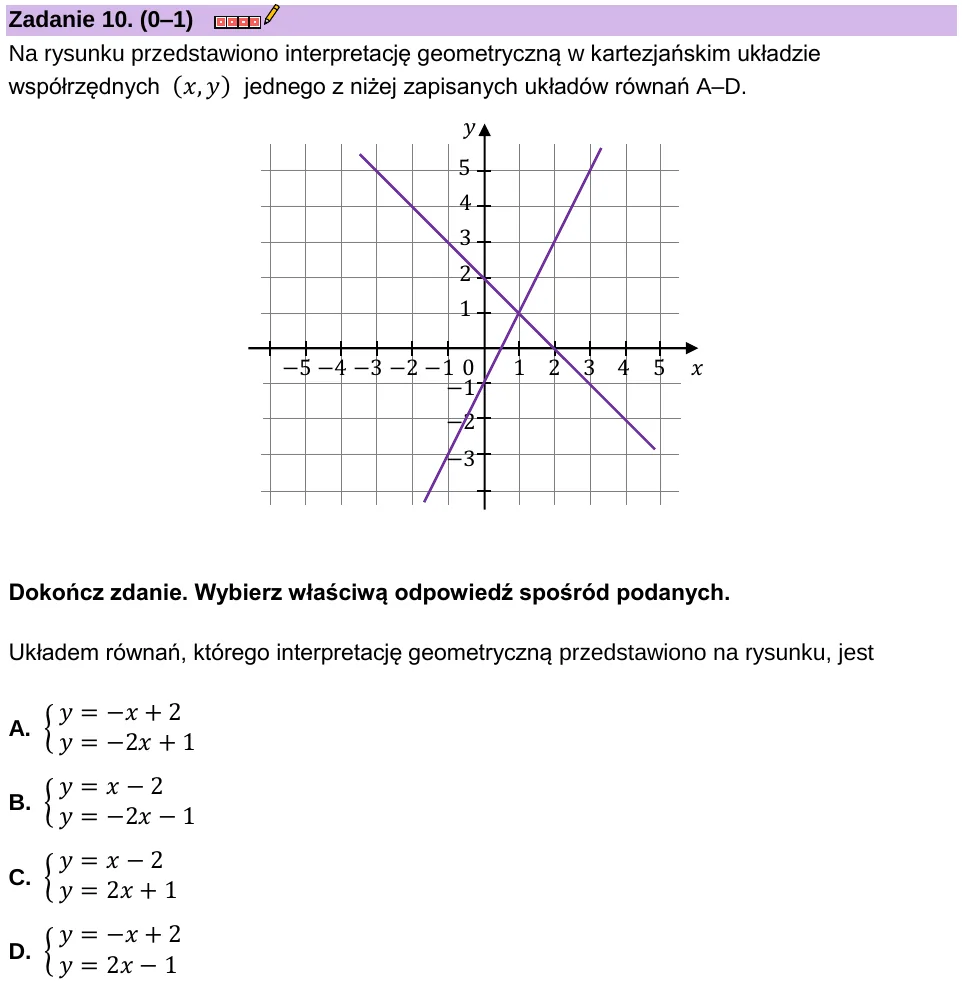 Zadanie 10. (0–1)
Na rysunku przedstawiono interpretację geometryczną w kartezjańskim układzie
współrzędnych (x, y) jednego z niżej zapisanych układów równań A–D.
y
5
4
3
2
1
−5 −4 −3 −2 −1 0 1 2 3 4 5 x
−1
−2
−3
Dokończ zdanie. Wybierz właściwą odpowiedź spośród podanych.
Układem równań, którego interpretację geometryczną przedstawiono na rysunku, jest
A. { y = −x + 2
y = −2x + 1
B. { y = x − 2
y = −2x − 1
C. { y = x − 2
y = 2x + 1
D. { y = −x + 2
y = 2x − 1